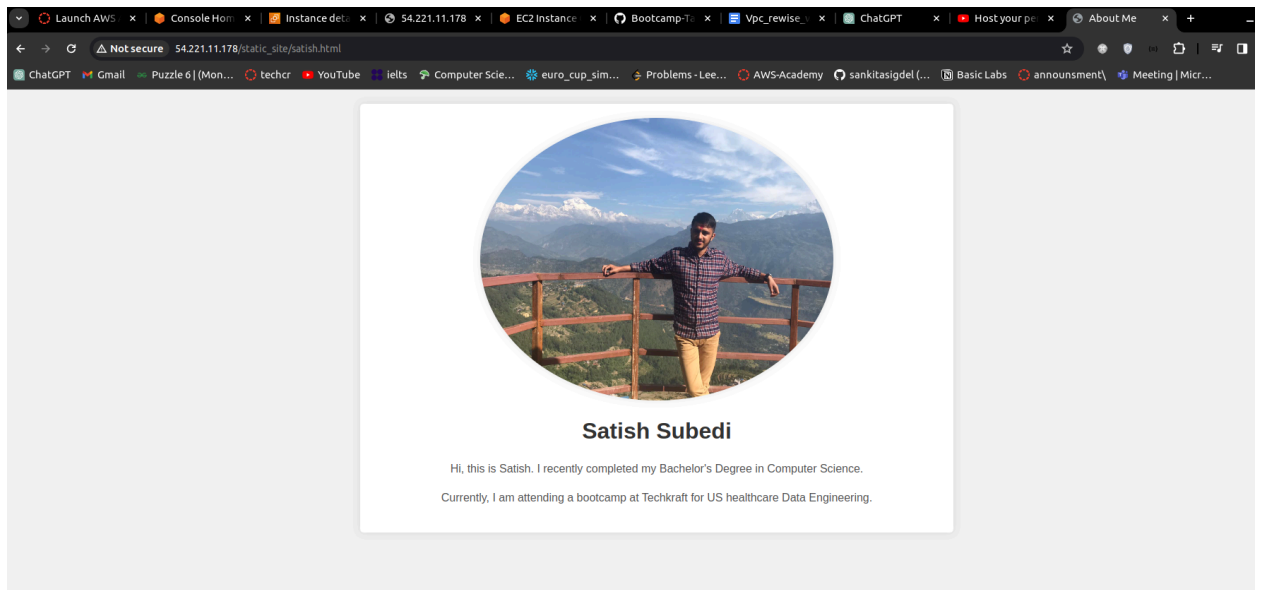 Launch AWS A
Console Hom
Instance deta
54.221.11.178
EC2 Instance
Bootcamp-Ta
Vpc_rewise_v
ChatGPT
Host your pe
About Me
Not secure 54.221.11.178/static_site/satish.html
ChatGPT Gmail Puzzle 6 | (Mon... techcr YouTube ielts Computer Scie... euro_cup_sim... Problems - Lee... AWS-Academy sankitasigdel (... Basic Labs announsment\ Meeting | Micr...
Satish Subedi
Hi, this is Satish. I recently completed my Bachelor's Degree in Computer Science.
Currently, I am attending a bootcamp at Techkraft for US healthcare Data Engineering.